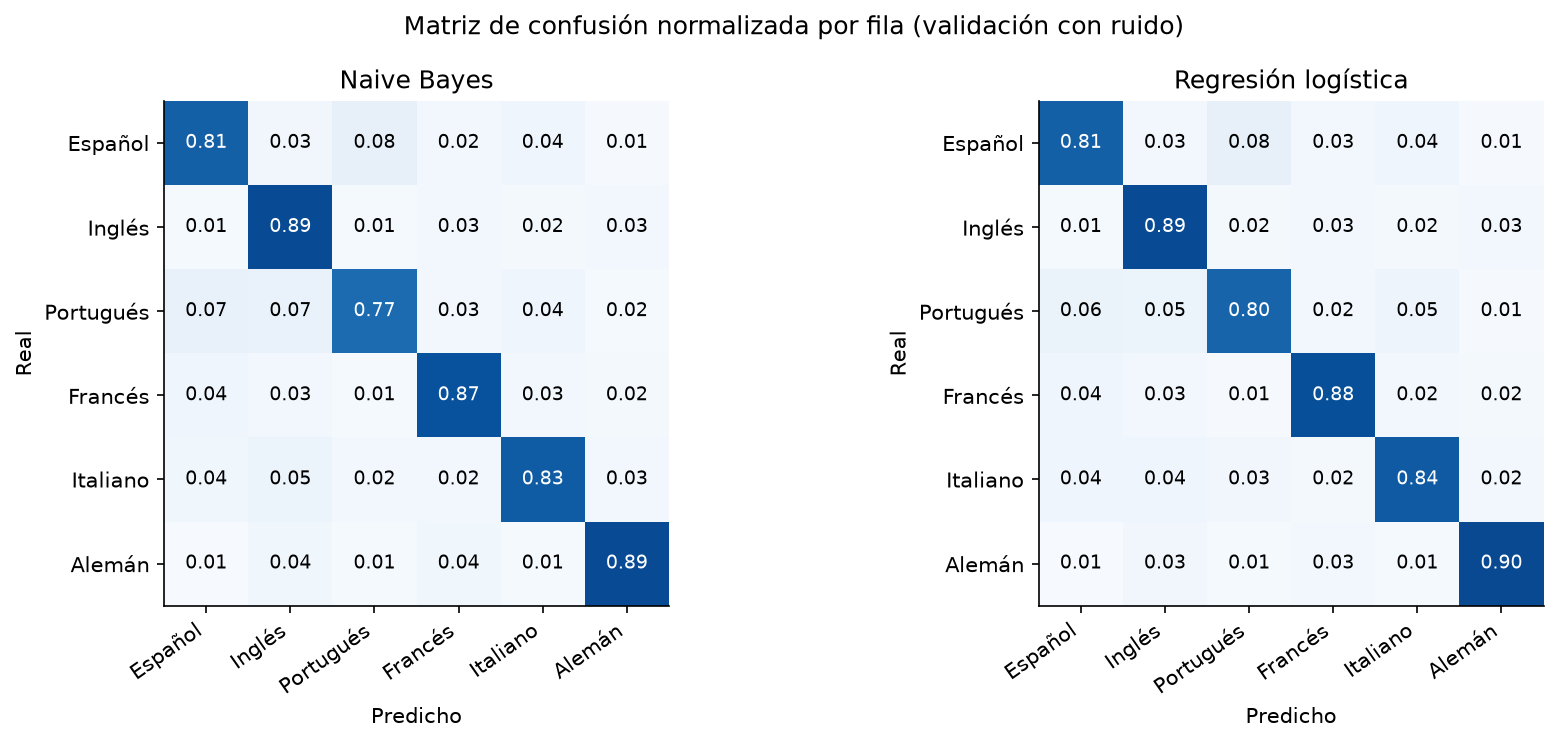 Matriz de confusión normalizada por fila (validación con ruido)
Naive Bayes
Real
Español 0.81 0.03 0.08 0.02 0.04 0.01
Inglés 0.01 0.89 0.01 0.03 0.02 0.03
Portugués 0.07 0.07 0.77 0.03 0.04 0.02
Francés 0.04 0.03 0.01 0.87 0.03 0.02
Italiano 0.04 0.05 0.02 0.02 0.83 0.03
Alemán 0.01 0.04 0.01 0.04 0.01 0.89
Español Inglés Portugués Francés Italiano Alemán
Predicho
Regresión logística
Real
Español 0.81 0.03 0.08 0.03 0.04 0.01
Inglés 0.01 0.89 0.02 0.03 0.02 0.03
Portugués 0.06 0.05 0.80 0.02 0.05 0.01
Francés 0.04 0.03 0.01 0.88 0.02 0.02
Italiano 0.04 0.04 0.03 0.02 0.84 0.02
Alemán 0.01 0.03 0.01 0.03 0.01 0.90
Español Inglés Portugués Francés Italiano Alemán
Predicho